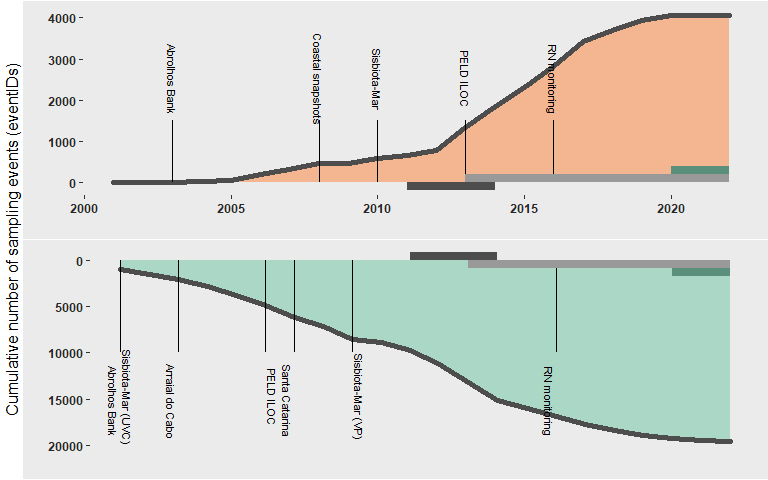 Cumulative number of sampling events (eventIDs)
4000
3000
2000
1000
0
Abrolhos Bank
Coastal snapshots
Sisbiota-Mar
PELD ILOC
RN monitoring
2000
2005
2010
2015
2020
0
5000
10000
15000
20000
Abrolhos Bank
Sisbiota-Mar (UVC)
Arraial do Cabo
PELD ILOC
Santa Catarina
Sisbiota-Mar (VP)
RN monitoring